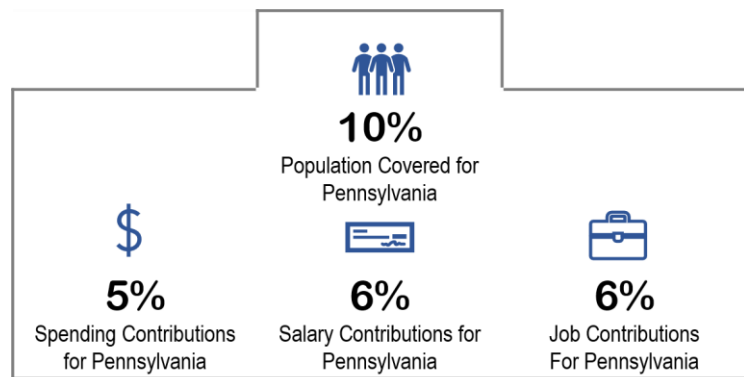 10%
Population Covered for
Pennsylvania
$
5%
Spending Contributions
for Pennsylvania
6%
Salary Contributions for
Pennsylvania
6%
Job Contributions
For Pennsylvania